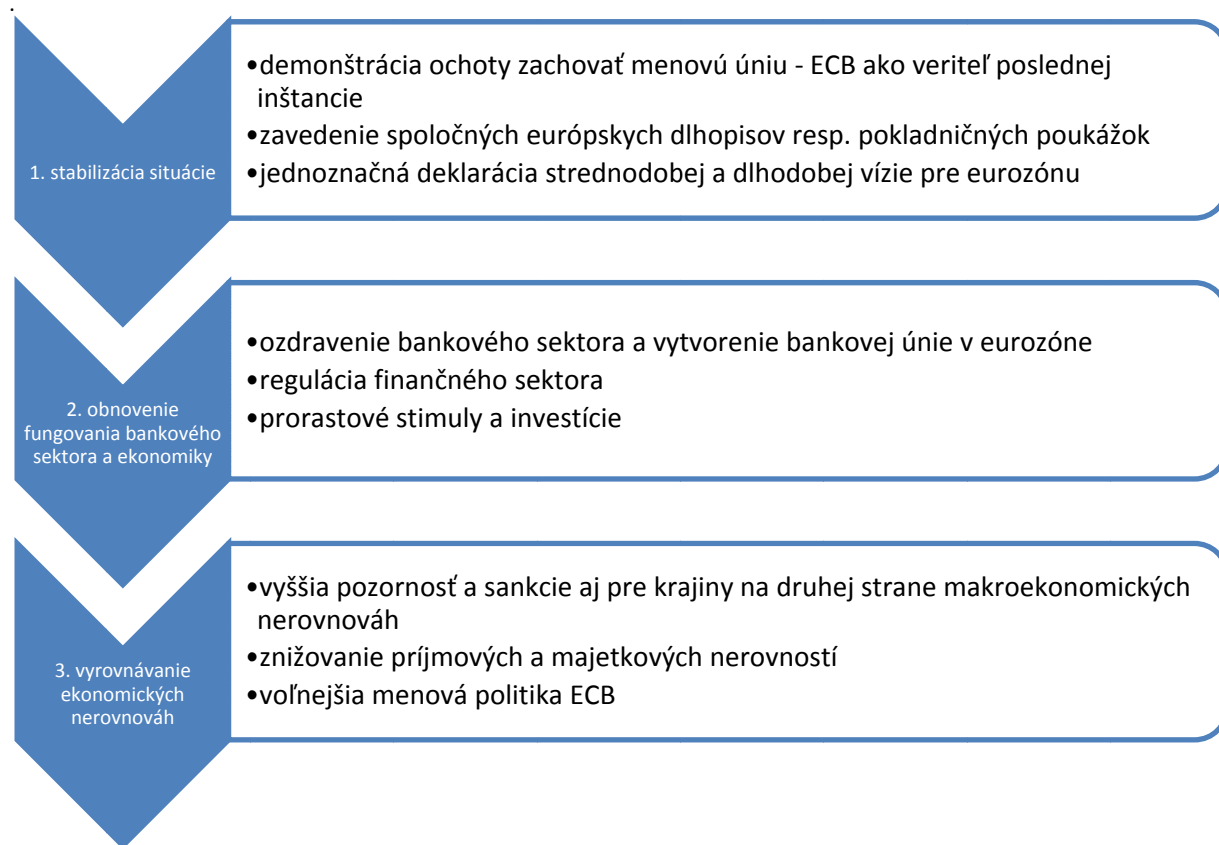 .
1. stabilizácia situácie
•demonštrácia ochoty zachovať menovú úniu - ECB ako veriteľ poslednej
inštancie
•zavedenie spoločných európskych dlhopisov resp. pokladničných poukážok
•jednoznačná deklarácia strednodobej a dlhodobej vízie pre eurozónu
2. obnovenie
fungovania bankového
sektora a ekonomiky
•ozdravenie bankového sektora a vytvorenie bankovej únie v eurozóne
•regulácia finančného sektora
•prorastové stimuly a investície
3. vyrovnávanie
ekonomických
nerovnováh
•vyššia pozornosť a sankcie aj pre krajiny na druhej strane makroekonomických
nerovnováh
•znižovanie príjmových a majetkových nerovností
•voľnejšia menová politika ECB